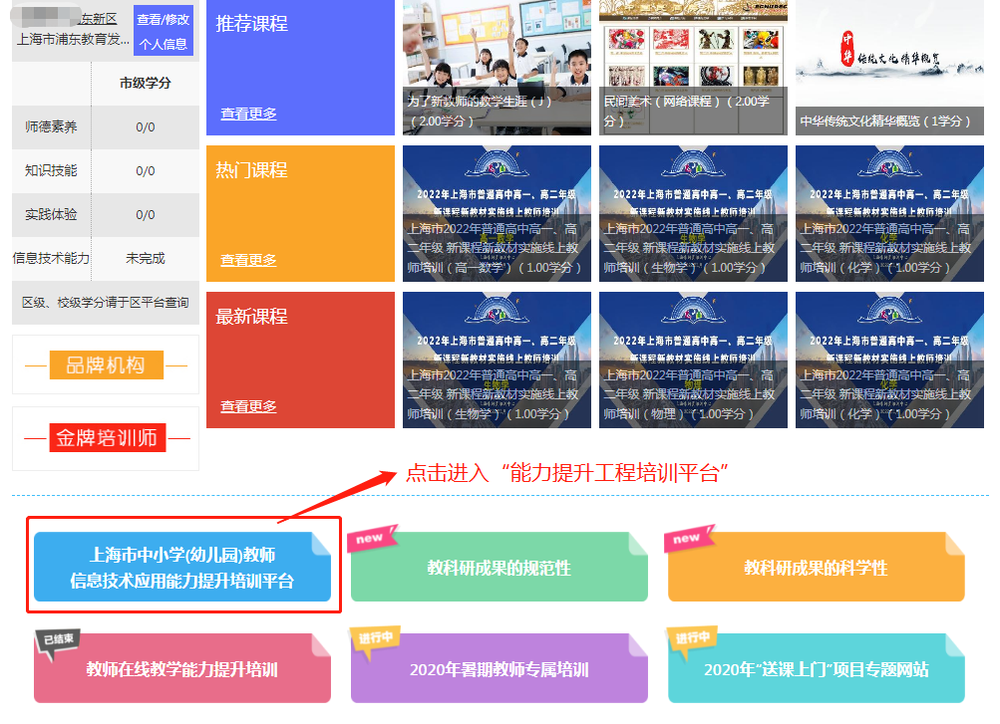 东新区
上海市浦东教育发...
查看/修改
个人信息
市级学分
师德素养
0/0
知识技能
0/0
实践体验
0/0
信息技术能力
未完成
区级、校级学分请于区平台查询
品牌机构
金牌培训师
推荐课程
查看更多
为了新教师的教学生涯（J）
（2.00学分）
民间美术（网络课程）（2.00学
分）
中华
传统文化精华概览
中华传统文化精华概览（1学分）
热门课程
查看更多
2022年上海市普通高中高一、高二年级
新课程新教材实施线上教师培训
高一数学
上海市2022年普通高中高一、高
二年级 新课程新教材实施线上教
师培训（高一数学）（1.00学分）
2022年上海市普通高中高一、高二年级
新课程新教材实施线上教师培训
生物学
上海市2022年普通高中高一、高
二年级 新课程新教材实施线上教
师培训（生物学）（1.00学分）
2022年上海市普通高中高一、高二年级
新课程新教材实施线上教师培训
化学
上海市2022年普通高中高一、高
二年级 新课程新教材实施线上教
师培训（化学）（1.00学分）
最新课程
查看更多
2022年上海市普通高中高一、高二年级
新课程新教材实施线上教师培训
生物学
上海市2022年普通高中高一、高
二年级 新课程新教材实施线上教
师培训（生物学）（1.00学分）
2022年上海市普通高中高一、高二年级
新课程新教材实施线上教师培训
物理
上海市2022年普通高中高一、高
二年级 新课程新教材实施线上教
师培训（物理）（1.00学分）
2022年上海市普通高中高一、高二年级
新课程新教材实施线上教师培训
化学
上海市2022年普通高中高一、高
二年级 新课程新教材实施线上教
师培训（化学）（1.00学分）
点击进入“能力提升工程培训平台”
上海市中小学(幼儿园)教师
信息技术应用能力提升培训平台
new
教科研成果的规范性
new
教科研成果的科学性
已结束
教师在线教学能力提升培训
进行中
2020年暑期教师专属培训
进行中
2020年“送课上门”项目专题网站